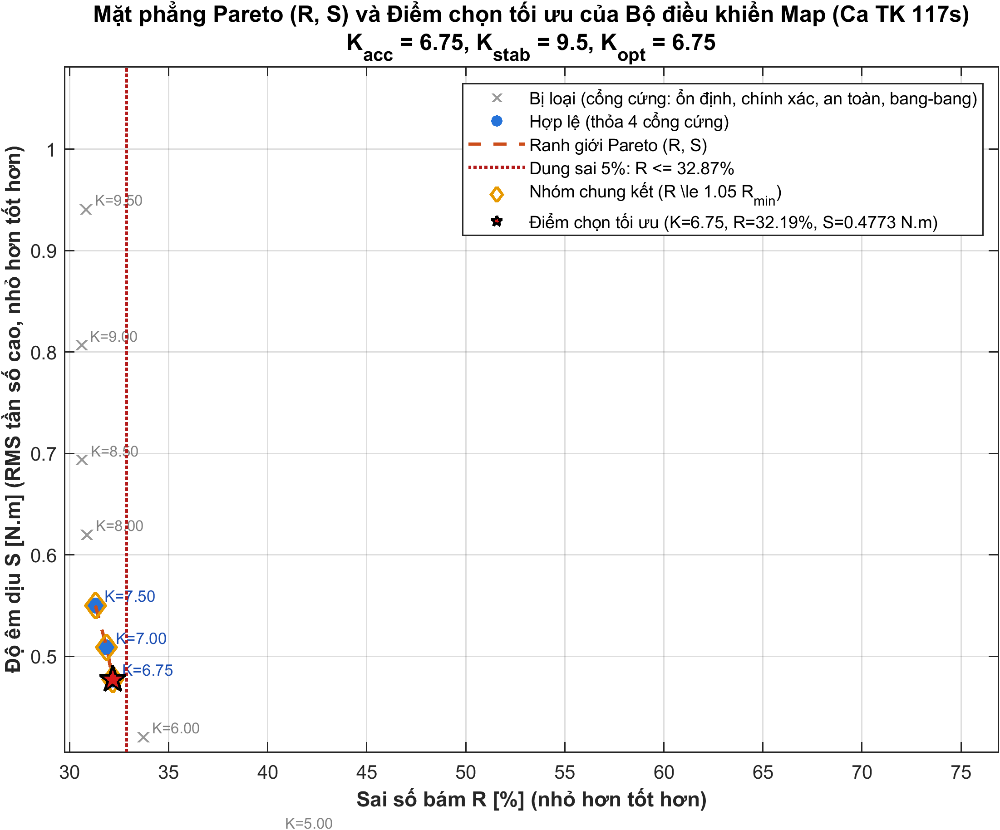 Mặt phẳng Pareto (R, S) và Điểm chọn tối ưu của Bộ điều khiển Map (Ca TK 117s)
K_acc = 6.75, K_stab = 9.5, K_opt = 6.75
Bị loại (cổng cứng: ổn định, chính xác, an toàn, bang-bang)
Hợp lệ (thỏa 4 cổng cứng)
Ranh giới Pareto (R, S)
Dung sai 5%: R <= 32.87%
Nhóm chung kết (R \le 1.05 R_min)
Điểm chọn tối ưu (K=6.75, R=32.19%, S=0.4773 N.m)
Độ êm dịu S [N.m] (RMS tần số cao, nhỏ hơn tốt hơn)
1
0.9
0.8
0.7
0.6
0.5
K=9.50
K=9.00
K=8.50
K=8.00
K=7.50
K=7.00
K=6.75
K=6.00
30 35 40 45 50 55 60 65 70 75
Sai số bám R [%] (nhỏ hơn tốt hơn)
K=5.00